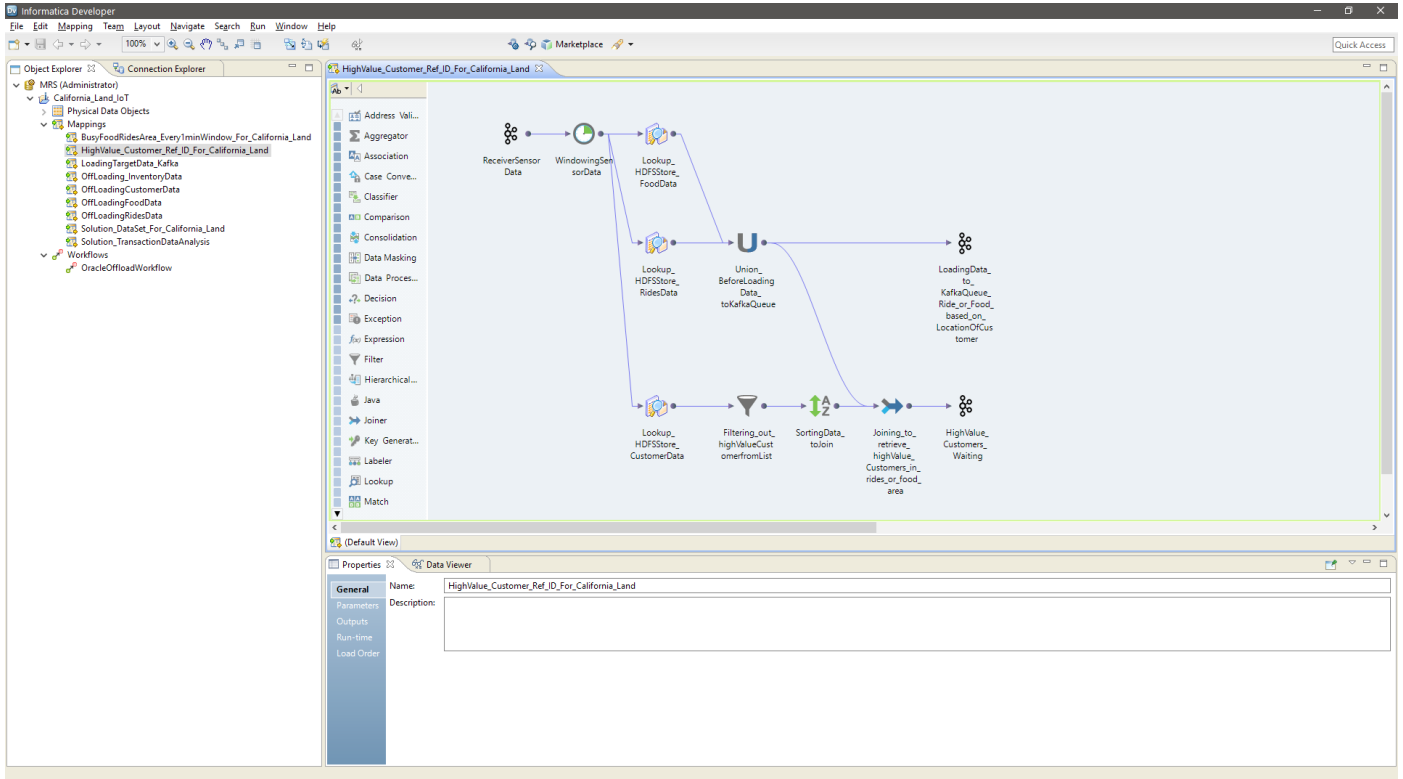 Informatica Developer
File Edit Mapping Team Layout Navigate Search Run Window Help
100% Marketplace Quick Access
Object Explorer Connection Explorer
MRS (Administrator)
California_Land_IoT
Physical Data Objects
Mappings
BusyFoodRidesArea_Every1minWindow_For_California_Land
HighValue_Customer_Ref_ID_For_California_Land
LoadingTargetData_Kafka
OffLoading_InventoryData
OffLoadingCustomerData
OffLoadingFoodData
OffLoadingRidesData
Solution_DataSet_For_California_Land
Solution_TransactionDataAnalysis
Workflows
OracleOffloadWorkflow
HighValue_Customer_Ref_ID_For_California_Land
Ab
Address Vali...
Aggregator
Association
Case Conve...
Classifier
Comparison
Consolidation
Data Masking
Data Proces...
Decision
Exception
Expression
Filter
Hierarchical...
Java
Joiner
Key Generat...
Labeler
Lookup
Match
ReceiverSensor
Data
WindowingSen
sorData
Lookup_
HDFSStore_
FoodData
Lookup_
HDFSStore_
RidesData
Union_
BeforeLoading
Data_
toKafkaQueue
LoadingData_
to_
KafkaQueue_
Ride_or_Food_
based_on_
LocationOfCus
tomer
Lookup_
HDFSStore_
CustomerData
Filtering_out_
highValueCust
omerfromList
SortingData_
toJoin
Joining_to_
retrieve_
highValue_
Customers_in_
rides_or_food_
area
HighValue_
Customers_
Waiting
(Default View)
Properties Data Viewer
General
Parameters
Outputs
Run-time
Load Order
Name: HighValue_Customer_Ref_ID_For_California_Land
Description: